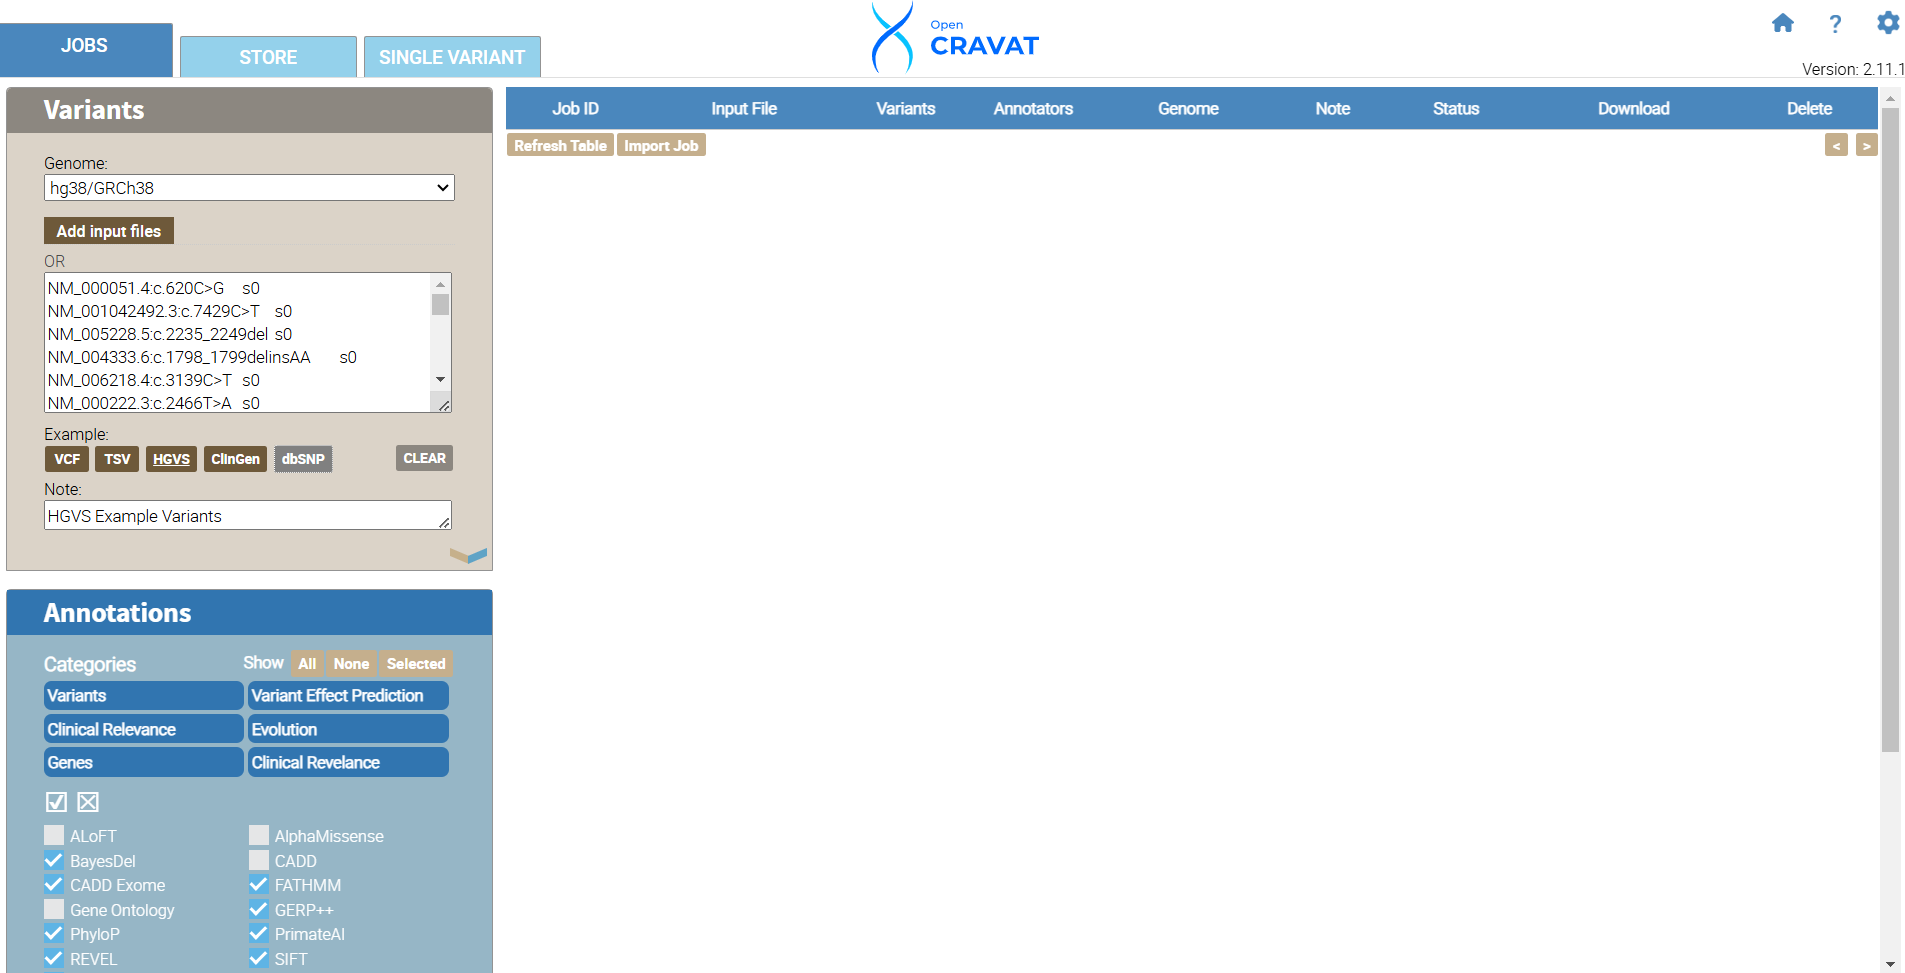 JOBS
STORE
SINGLE VARIANT
Open
CRAVAT
Version: 2.11.1
Variants
Genome:
hg38/GRCh38
Add input files
OR
NM_000051.4:c.620C>G s0
NM_001042492.3:c.7429C>T s0
NM_005228.5:c.2235_2249del s0
NM_004333.6:c.1798_1799delinsAA s0
NM_006218.4:c.3139C>T s0
NM_000222.3:c.2466T>A s0
Example:
VCF TSV HGVS ClinGen dbSNP CLEAR
Note:
HGVS Example Variants
Job ID Input File Variants Annotators Genome Note Status Download Delete
Refresh Table Import Job < >
Annotations
Categories Show All None Selected
Variants Variant Effect Prediction
Clinical Relevance Evolution
Genes Clinical Revelance
ALoFT AlphaMissense
BayesDel CADD
CADD Exome FATHMM
Gene Ontology GERP++
PhyloP PrimateAI
REVEL SIFT